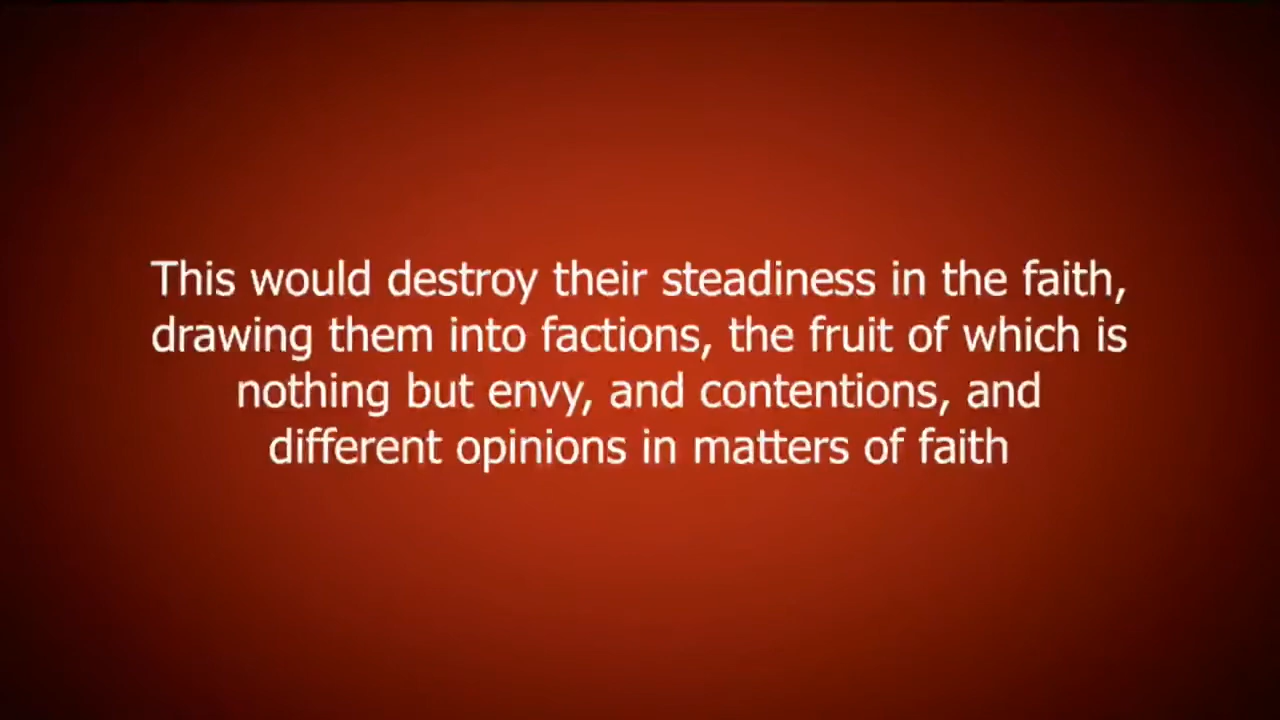 This would destroy their steadiness in the faith,
drawing them into factions, the fruit of which is
nothing but envy, and contentions, and
different opinions in matters of faith